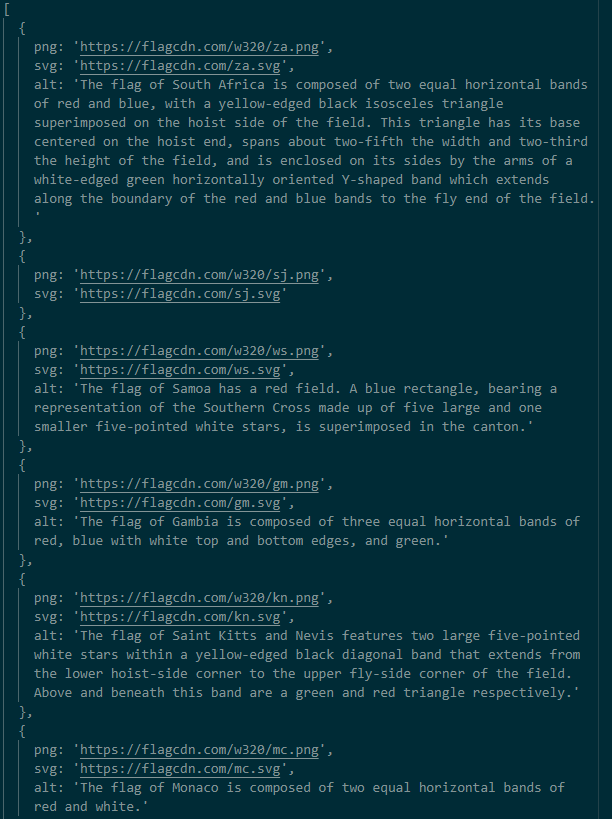 [
{
png: 'https://flagcdn.com/w320/za.png',
svg: 'https://flagcdn.com/za.svg',
alt: 'The flag of South Africa is composed of two equal horizontal bands
of red and blue, with a yellow-edged black isosceles triangle
superimposed on the hoist side of the field. This triangle has its base
centered on the hoist end, spans about two-fifth the width and two-third
the height of the field, and is enclosed on its sides by the arms of a
white-edged green horizontally oriented Y-shaped band which extends
along the boundary of the red and blue bands to the fly end of the field.
'
},
{
png: 'https://flagcdn.com/w320/sj.png',
svg: 'https://flagcdn.com/sj.svg'
},
{
png: 'https://flagcdn.com/w320/ws.png',
svg: 'https://flagcdn.com/ws.svg',
alt: 'The flag of Samoa has a red field. A blue rectangle, bearing a
representation of the Southern Cross made up of five large and one
smaller five-pointed white stars, is superimposed in the canton.'
},
{
png: 'https://flagcdn.com/w320/gm.png',
svg: 'https://flagcdn.com/gm.svg',
alt: 'The flag of Gambia is composed of three equal horizontal bands of
red, blue with white top and bottom edges, and green.'
},
{
png: 'https://flagcdn.com/w320/kn.png',
svg: 'https://flagcdn.com/kn.svg',
alt: 'The flag of Saint Kitts and Nevis features two large five-pointed
white stars within a yellow-edged black diagonal band that extends from
the lower hoist-side corner to the upper fly-side corner of the field.
Above and beneath this band are a green and red triangle respectively.'
},
{
png: 'https://flagcdn.com/w320/mc.png',
svg: 'https://flagcdn.com/mc.svg',
alt: 'The flag of Monaco is composed of two equal horizontal bands of
red and white.'